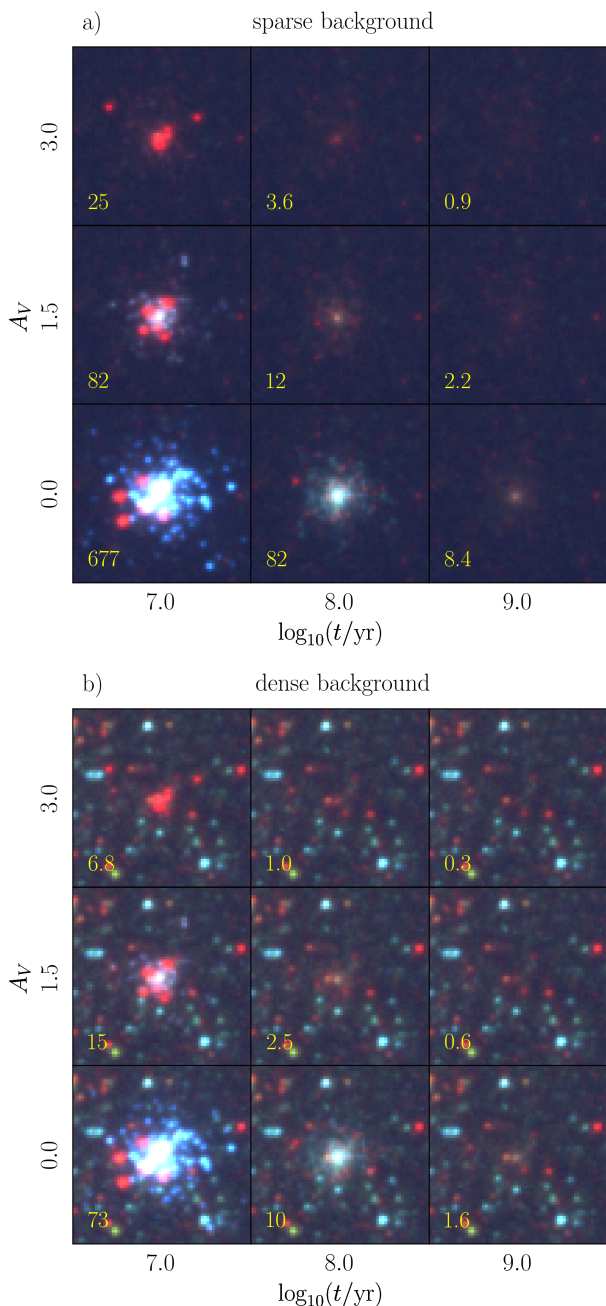 a) sparse background
3.0
25 3.6 0.9
A_V 1.5
82 12 2.2
0.0
677 82 8.4
7.0 8.0 9.0
log₁₀(t/yr)
b) dense background
3.0
6.8 1.0 0.3
A_V 1.5
15 2.5 0.6
0.0
73 10 1.6
7.0 8.0 9.0
log₁₀(t/yr)